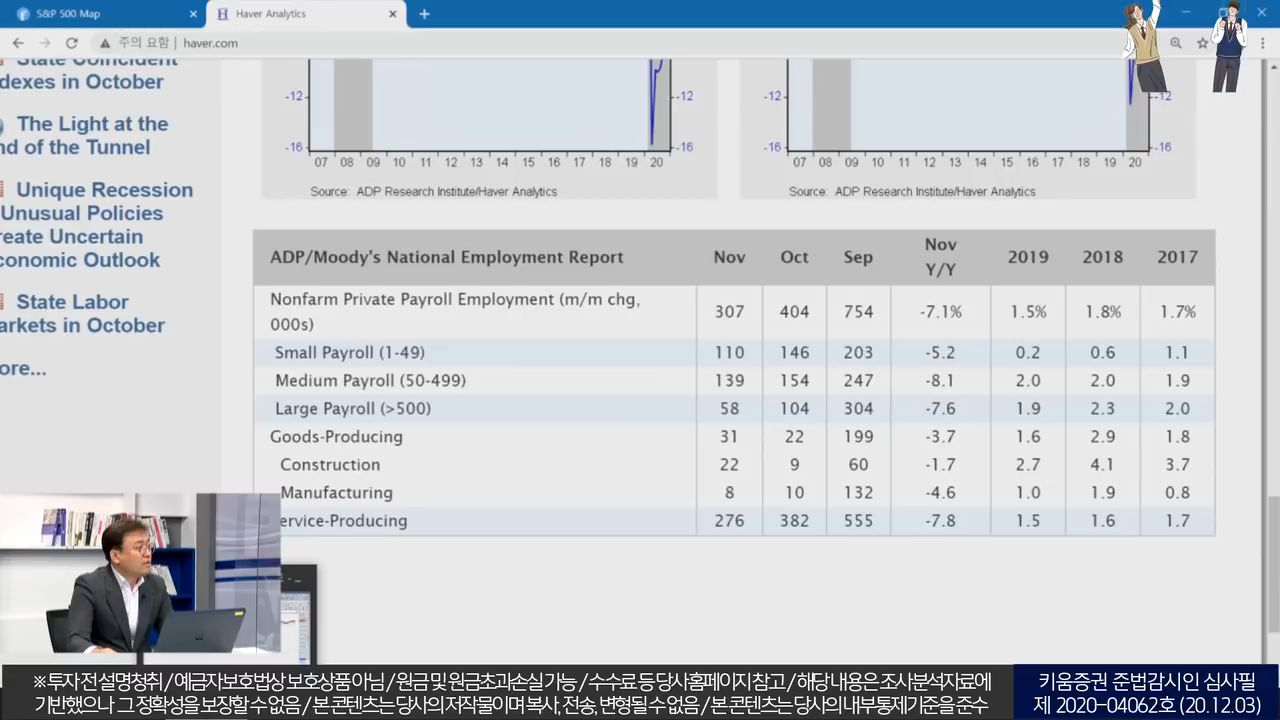 S&P 500 Map
Haver Analytics
주의 요함 | haver.com
State Coincident
dexes in October
The Light at the
nd of the Tunnel
Unique Recession
Unusual Policies
reate Uncertain
conomic Outlook
State Labor
arkets in October
ore...
-12 -12 -12 -12
-16 -16 -16 -16
07 08 09 10 11 12 13 14 15 16 17 18 19 20 07 08 09 10 11 12 13 14 15 16 17 18 19 20
Source: ADP Research Institute/Haver Analytics Source: ADP Research Institute/Haver Analytics
ADP/Moody's National Employment Report Nov Oct Sep Nov Y/Y 2019 2018 2017
Nonfarm Private Payroll Employment (m/m chg,
000s) 307 404 754 -7.1% 1.5% 1.8% 1.7%
Small Payroll (1-49) 110 146 203 -5.2 0.2 0.6 1.1
Medium Payroll (50-499) 139 154 247 -8.1 2.0 2.0 1.9
Large Payroll (>500) 58 104 304 -7.6 1.9 2.3 2.0
Goods-Producing 31 22 199 -3.7 1.6 2.9 1.8
Construction 22 9 60 -1.7 2.7 4.1 3.7
Manufacturing 8 10 132 -4.6 1.0 1.9 0.8
ervice-Producing 276 382 555 -7.8 1.5 1.6 1.7
※ 투자 전 설명청취 / 예금자보호법상 보호상품 아님 / 원금 및 원금초과손실 가능 / 수수료 등 당사홈페이지 참고 / 해당 내용은 조사분석자료에
기반했으나 그 정확성을 보장할 수 없음 / 본 콘텐츠는 당사의 저작물이며 복사, 전송, 변형될 수 없음 / 본 콘텐츠는 당사의 내부통제기준을 준수
키움증권 준법감시인 심사필
제 2020-04062호 (20.12.03)